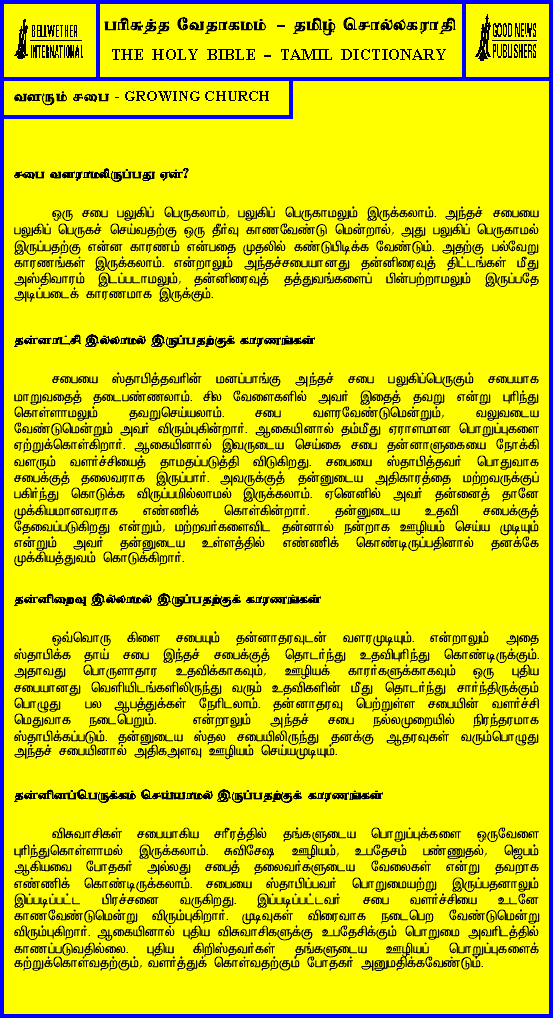 BELLWETHER
INTERNATIONAL
பரிசுத்த வேதாகமம் – தமிழ் சொல்லகராதி
THE HOLY BIBLE – TAMIL DICTIONARY
GOOD NEWS
PUBLISHERS
வளரும் சபை - GROWING CHURCH
சபை வளராமலிருப்பது ஏன்?
ஒரு சபை பலுகிப் பெருகலாம், பலுகிப் பெருகாமலும் இருக்கலாம். அந்தச் சபையை
பலுகிப் பெருகச் செய்வதற்கு ஒரு தீர்வு காணவேண்டு மென்றால், அது பலுகிப் பெருகாமல்
இருப்பதற்கு என்ன காரணம் என்பதை முதலில் கண்டுபிடிக்க வேண்டும். அதற்கு பல்வேறு
காரணங்கள் இருக்கலாம். என்றாலும் அந்தச்சபையானது தன்னிரைவுத் திட்டங்கள் மீது
அஸ்திவாரம் இடப்படாமலும், தன்னிரைவுத் தத்துவங்களைப் பின்பற்றாமலும் இருப்பதே
அடிப்படைக் காரணமாக இருக்கும்.
தன்னாட்சி இல்லாமல் இருப்பதற்குக் காரணங்கள்
சபையை ஸ்தாபித்தவரின் மனப்பாங்கு அந்தச் சபை பலுகிப்பெருகும் சபையாக
மாறுவதைத் தடைபண்ணலாம். சில வேளைகளில் அவர் இதைத் தவறு என்று புரிந்து
கொள்ளாமலும் தவறுசெய்யலாம். சபை வளரவேண்டுமென்றும், வலுவடைய
வேண்டுமென்றும் அவர் விரும்புகின்றார். ஆகையினால் தம்மீது ஏராளமான பொறுப்புகளை
ஏற்றுக்கொள்கிறார். ஆகையினால் இவருடைய செய்கை சபை தன்னாளுகையை நோக்கி
வளரும் வளர்ச்சியைத் தாமதப்படுத்தி விடுகிறது. சபையை ஸ்தாபித்தவர் பொதுவாக
சபைக்குத் தலைவராக இருப்பார். அவருக்குத் தன்னுடைய அதிகாரத்தை மற்றவருக்குப்
பகிர்ந்து கொடுக்க விருப்பமில்லாமல் இருக்கலாம். ஏனெனில் அவர் தன்னைத் தானே
முக்கியமானவராக எண்ணிக் கொள்கின்றார். தன்னுடைய உதவி சபைக்குத்
தேவைப்படுகிறது என்றும், மற்றவர்களைவிட தன்னால் நன்றாக ஊழியம் செய்ய முடியும்
என்றும் அவர் தன்னுடைய உள்ளத்தில் எண்ணிக் கொண்டிருப்பதினால் தனக்கே
முக்கியத்துவம் கொடுக்கிறார்.
தன்னிறைவு இல்லாமல் இருப்பதற்குக் காரணங்கள்
ஒவ்வொரு கிளை சபையும் தன்னாதரவுடன் வளரமுடியும். என்றாலும் அதை
ஸ்தாபிக்க தாய் சபை இந்தச் சபைக்குத் தொடர்ந்து உதவிபுரிந்து கொண்டிருக்கும்.
அதாவது பொருளாதார உதவிக்காகவும், ஊழியக் காரர்களுக்காகவும் ஒரு புதிய
சபையானது வெளியிடங்களிலிருந்து வரும் உதவிகளின் மீது தொடர்ந்து சார்ந்திருக்கும்
பொழுது பல ஆபத்துக்கள் நேரிடலாம். தன்னாதரவு பெற்றுள்ள சபையின் வளர்ச்சி
மெதுவாக நடைபெறும். என்றாலும் அந்தச் சபை நல்லமுறையில் நிரந்தரமாக
ஸ்தாபிக்கப்படும். தன்னுடைய ஸ்தல சபையிலிருந்து தனக்கு ஆதரவுகள் வரும்பொழுது
அந்தச் சபையினால் அதிகஅளவு ஊழியம் செய்யமுடியும்.
தன்னினப்பெருக்கம் செய்யாமல் இருப்பதற்குக் காரணங்கள்
விசுவாசிகள் சபையாகிய சரீரத்தில் தங்களுடைய பொறுப்புக்களை ஒருவேளை
புரிந்துகொள்ளாமல் இருக்கலாம். சுவிசேஷ ஊழியம், உபதேசம் பண்ணுதல், ஜெபம்
ஆகியவை போதகர் அல்லது சபைத் தலைவர்களுடைய வேலைகள் என்று தவறாக
எண்ணிக் கொண்டிருக்கலாம். சபையை ஸ்தாபிப்பவர் பொறுமையற்று இருப்பதனாலும்
இப்படிப்பட்ட பிரச்சனை வருகிறது. இப்படிப்பட்டவர் சபை வளர்ச்சியை உடனே
காணவேண்டுமென்று விரும்புகிறார். முடிவுகள் விரைவாக நடைபெற வேண்டுமென்று
விரும்புகிறார். ஆகையினால் புதிய விசுவாசிகளுக்கு உபதேசிக்கும் பொறுமை அவரிடத்தில்
காணப்படுவதில்லை. புதிய கிறிஸ்தவர்கள் தங்களுடைய ஊழியப் பொறுப்புகளைக்
கற்றுக்கொள்வதற்கும், வளர்த்துக் கொள்வதற்கும் போதகர் அனுமதிக்கவேண்டும்.